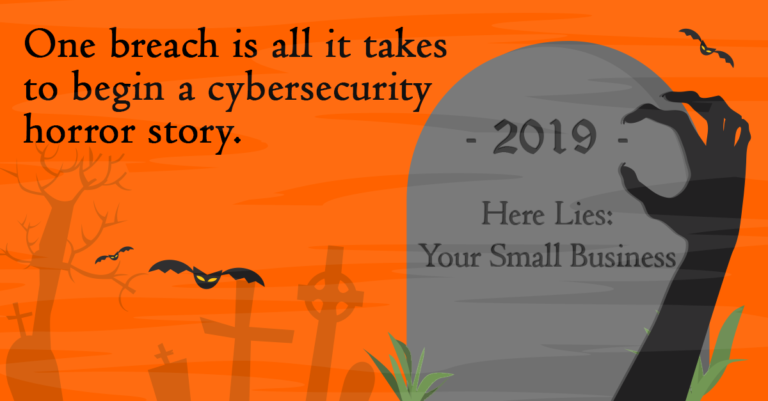 One breach is all it takes
to begin a cybersecurity
horror story.
- 2019 -
Here Lies:
Your Small Business